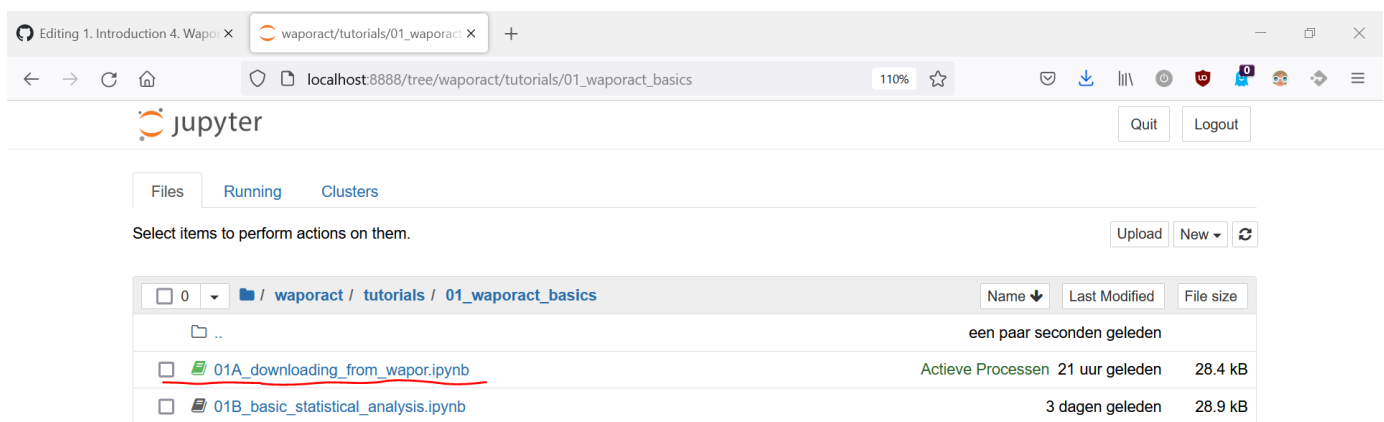 Editing 1. Introduction 4. Wapo
waporact/tutorials/01_waporact
localhost:8888/tree/waporact/tutorials/01_waporact_basics 110% 0
jupyter Quit Logout
Files Running Clusters
Select items to perform actions on them. Upload New
0 / waporact / tutorials / 01_waporact_basics Name Last Modified File size
.. een paar seconden geleden
01A_downloading_from_wapor.ipynb Actieve Processen 21 uur geleden 28.4 kB
01B_basic_statistical_analysis.ipynb 3 dagen geleden 28.9 kB